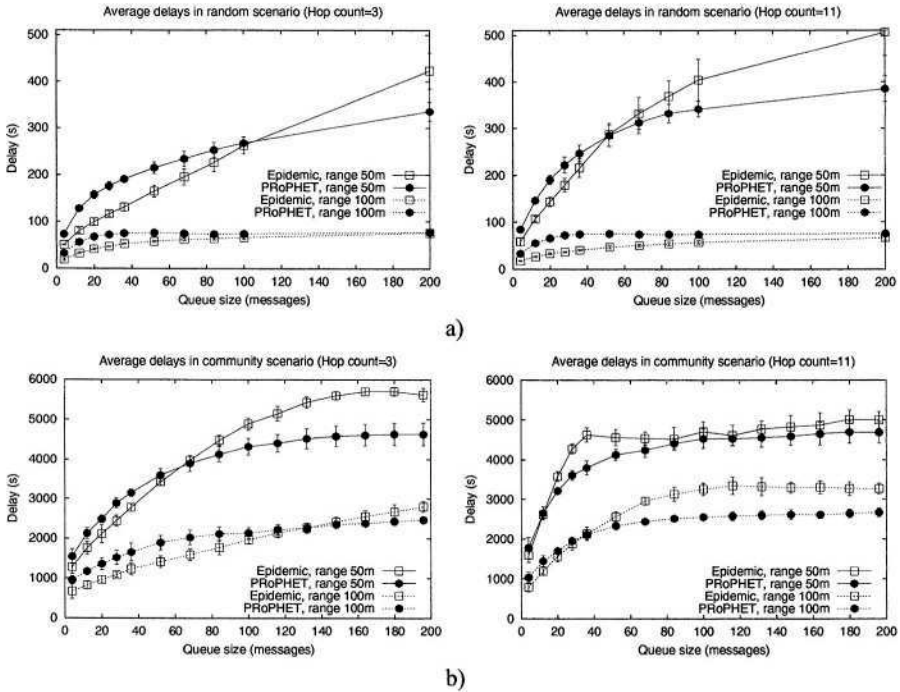 Average delays in random scenario (Hop count=3)
500
400
300
200
100
0
Delay (s)
Epidemic, range 50m
PRoPHET, range 50m
Epidemic, range 100m
PRoPHET, range 100m
0 20 40 60 80 100 120 140 160 180 200
Queue size (messages)
Average delays in random scenario (Hop count=11)
500
400
300
200
100
0
Delay (s)
Epidemic, range 50m
PRoPHET, range 50m
Epidemic, range 100m
PRoPHET, range 100m
0 20 40 60 80 100 120 140 160 180 200
Queue size (messages)
a)
Average delays in community scenario (Hop count=3)
6000
5000
4000
3000
2000
1000
0
Delay (s)
Epidemic, range 50m
PRoPHET, range 50m
Epidemic, range 100m
PRoPHET, range 100m
0 20 40 60 80 100 120 140 160 180 200
Queue size (messages)
Average delays in community scenario (Hop count=11)
6000
5000
4000
3000
2000
1000
0
Delay (s)
Epidemic, range 50m
PRoPHET, range 50m
Epidemic, range 100m
PRoPHET, range 100m
0 20 40 60 80 100 120 140 160 180 200
Queue size (messages)
b)